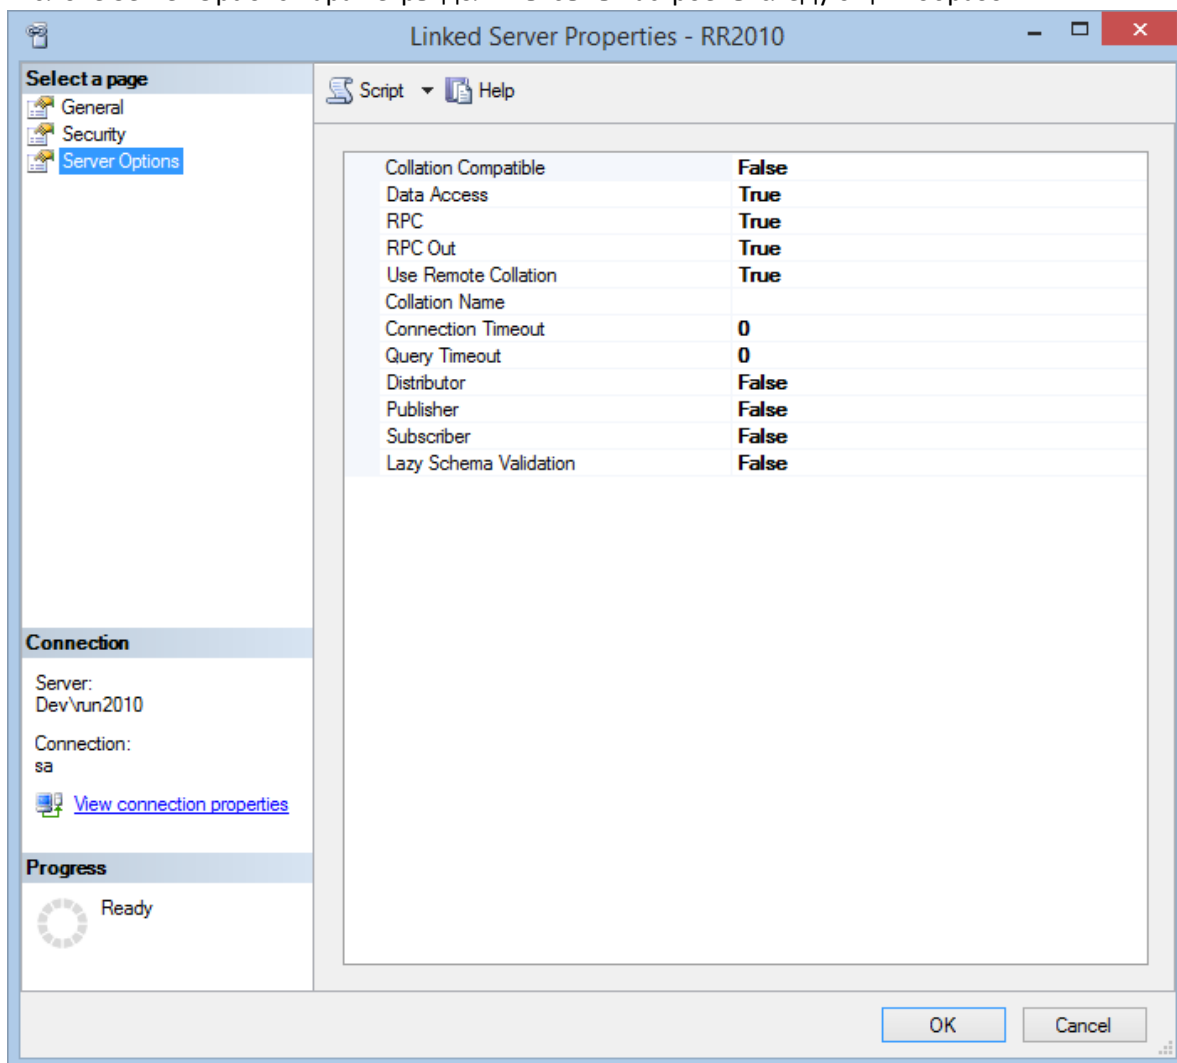 Linked Server Properties - RR2010
Select a page
General
Security
Server Options
Script
Help
Collation Compatible False
Data Access True
RPC True
RPC Out True
Use Remote Collation True
Collation Name
Connection Timeout 0
Query Timeout 0
Distributor False
Publisher False
Subscriber False
Lazy Schema Validation False
Connection
Server:
Dev\run2010
Connection:
sa
View connection properties
Progress
Ready
OK
Cancel